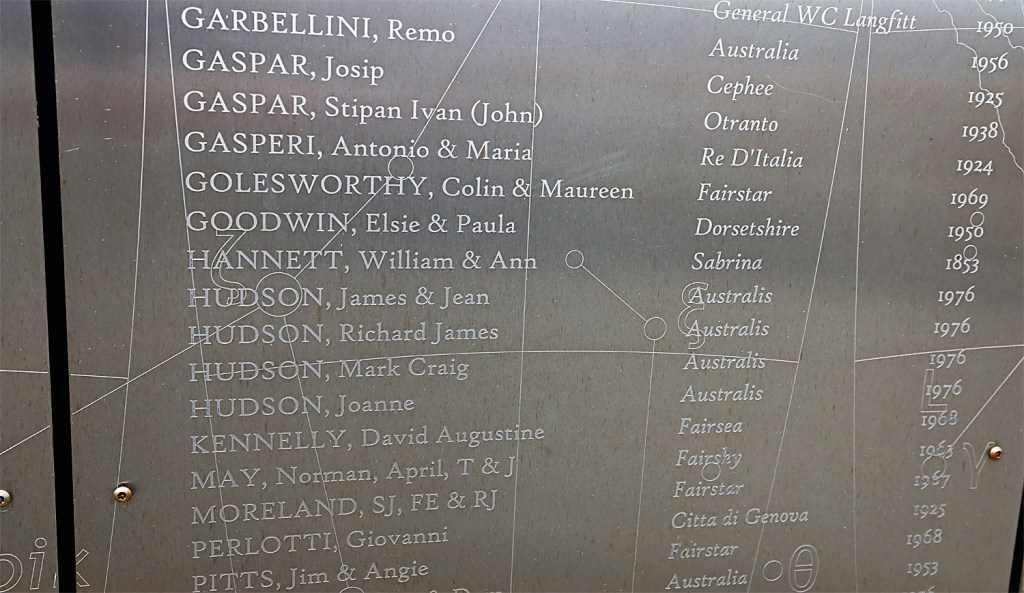 General WC Langfitt 1950
GARBELLINI, Remo Australia 1956
GASPAR, Josip Cephee 1925
GASPAR, Stipan Ivan (John) Otranto 1938
GASPERI, Antonio & Maria Re D'Italia 1924
GOLESWORTHY, Colin & Maureen Fairstar 1969
GOODWIN, Elsie & Paula Dorsetshire 1950
HANNETT, William & Ann Sabrina 1853
HUDSON, James & Jean Australis 1976
HUDSON, Richard James Australis 1976
HUDSON, Mark Craig Australis 1976
HUDSON, Joanne Australis 1976
KENNELLY, David Augustine Fairsea 1968
MAY, Norman, April, T & J Fairsky 1963
MORELAND, SJ, FE & RJ Fairstar 1967
PERLOTTI, Giovanni Citta di Genova 1925
PITTS, Jim & Angie Fairstar 1968
Australia 1953